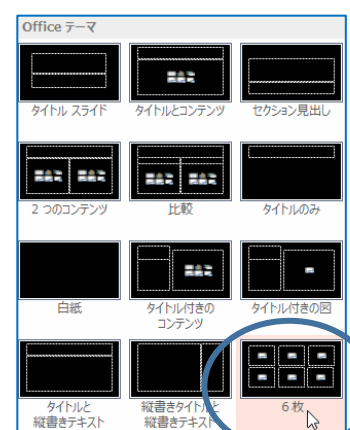 Office テーマ
タイトル スライド
タイトルとコンテンツ
セクション見出し
2 つのコンテンツ
比較
タイトルのみ
白紙
タイトル付きの
コンテンツ
タイトル付きの図
タイトルと
縦書きテキスト
縦書きタイトルと
縦書きテキスト
6 枚